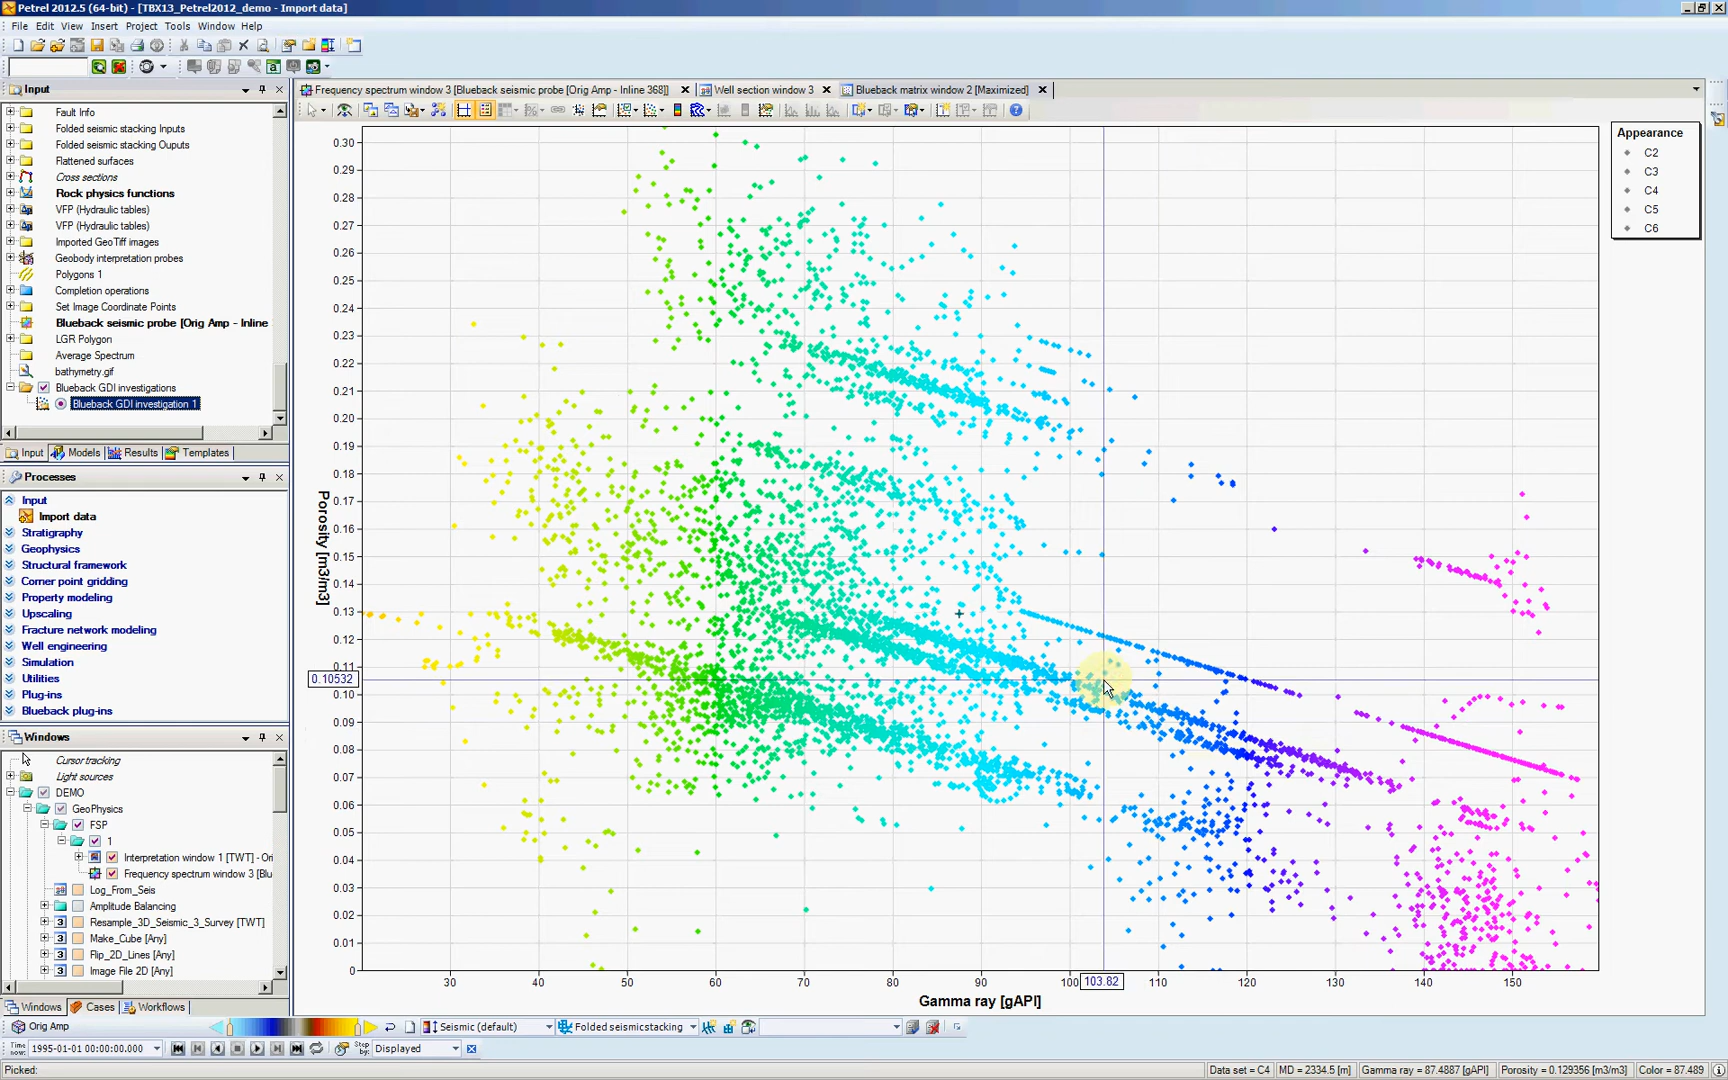 Petrel 2012.5 (64-bit) - [TBX13_Petrel2012_demo - Import data]
File Edit View Insert Project Tools Window Help
Input
Frequency spectrum window 3 [Blueback seismic probe [Orig Amp - Inline 368]]
Well section window 3
Blueback matrix window 2 [Maximized]
Fault Info
Folded seismic stacking Inputs
Folded seismic stacking Ouputs
Flattened surfaces
Cross sections
Rock physics functions
VFP (Hydraulic tables)
VFP (Hydraulic tables)
Imported GeoTiff images
Geobody interpretation probes
Polygons 1
Completion operations
Set Image Coordinate Points
Blueback seismic probe [Orig Amp - Inline
LGR Polygon
Average Spectrum
bathymetry.gif
Blueback GDI investigations
Blueback GDI investigation 1
Input Models Results Templates
Processes
Input
Import data
Stratigraphy
Geophysics
Structural framework
Corner point gridding
Property modeling
Upscaling
Fracture network modeling
Well engineering
Simulation
Utilities
Plug-ins
Blueback plug-ins
Windows
Cursor tracking
Light sources
DEMO
GeoPhysics
FSP
1
Interpretation window 1 [TWT] - Ori
Frequency spectrum window 3 [Blu
Log_From_Seis
Amplitude Balancing
Resample_3D_Seismic_3_Survey [TWT]
Make_Cube [Any]
Flip_2D_Lines [Any]
Image File 2D [Any]
Windows Cases Workflows
0.30
0.29
0.28
0.27
0.26
0.25
0.24
0.23
0.22
0.21
0.20
0.19
0.18
0.17
0.16
0.15
0.14
0.13
0.12
0.11
0.10532
0.10
0.09
0.08
0.07
0.06
0.05
0.04
0.03
0.02
0.01
0
Porosity [m3/m3]
30 40 50 60 70 80 90 100 103.82 110 120 130 140 150
Gamma ray [gAPI]
Appearance
C2
C3
C4
C5
C6
Orig Amp
Seismic (default)
Folded seismicstacking
Time now: 1995-01-01 00:00:00.000
Step by: Displayed
Picked:
Data set = C4 MD = 2334.5 [m] Gamma ray = 87.4887 [gAPI] Porosity = 0.129356 [m3/m3] Color = 87.489